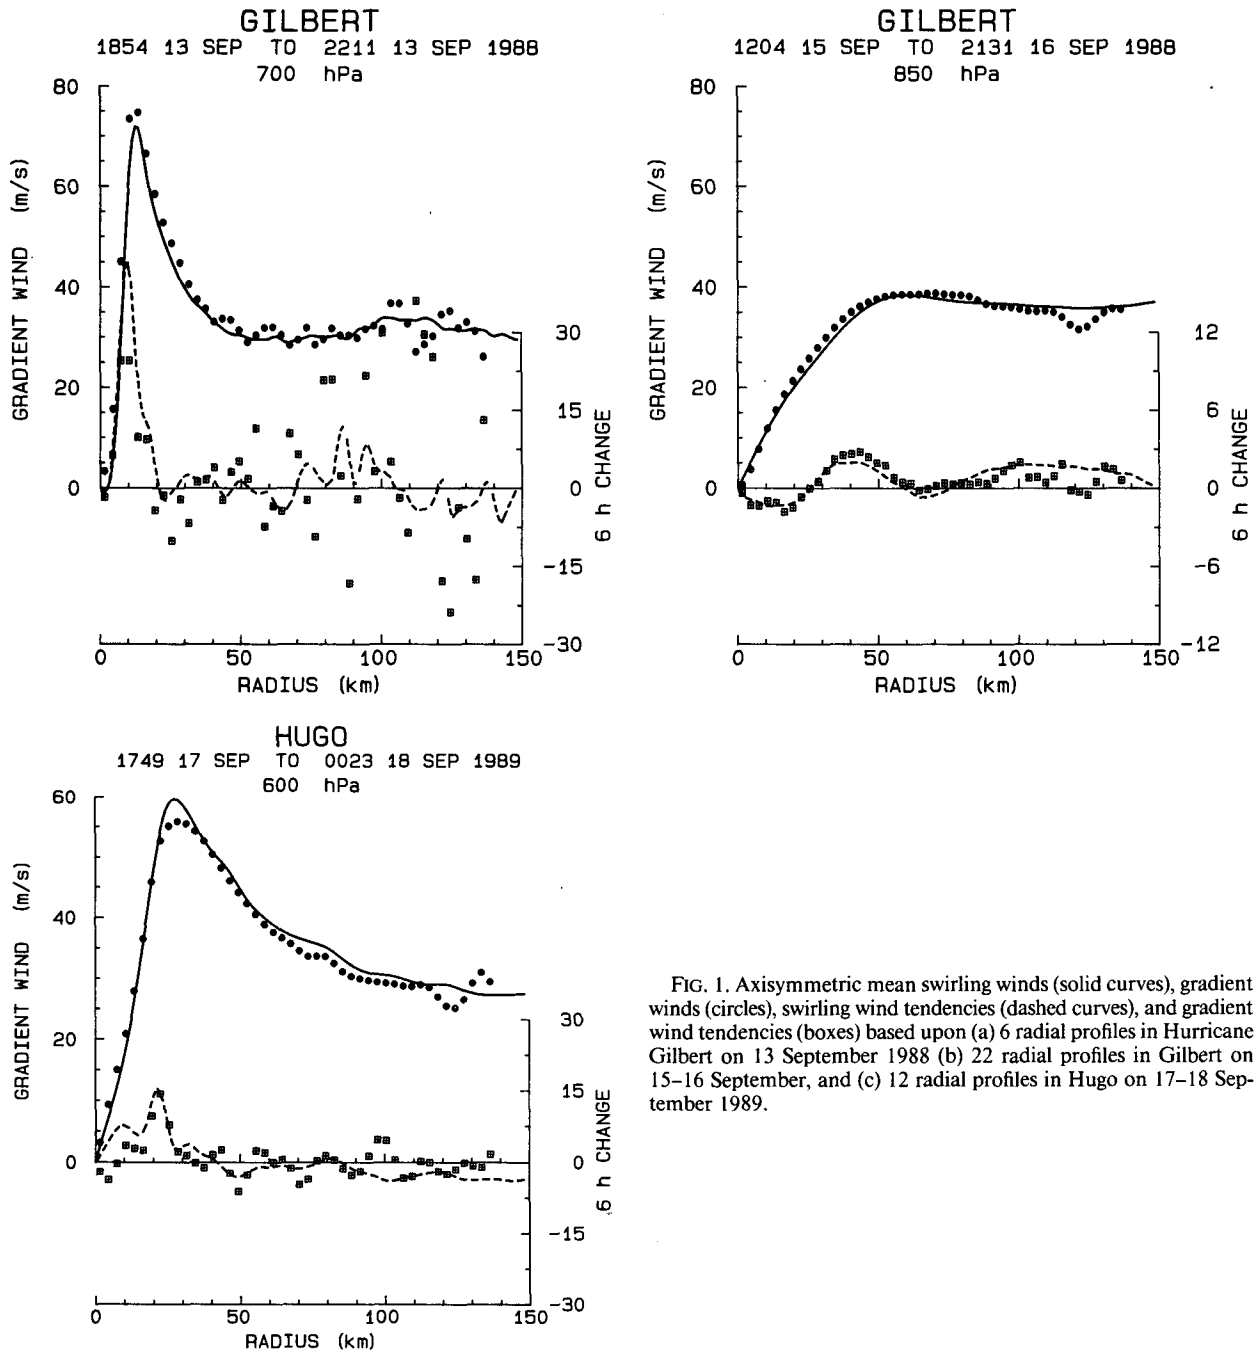 GILBERT
1854 13 SEP TO 2211 13 SEP 1988
700 hPa
80
60
40
20
0
GRADIENT WIND (m/s)
30
15
0
-15
-30
6 h CHANGE
0 50 100 150
RADIUS (km)
GILBERT
1204 15 SEP TO 2131 16 SEP 1988
850 hPa
80
60
40
20
0
GRADIENT WIND (m/s)
12
6
0
-6
-12
6 h CHANGE
0 50 100 150
RADIUS (km)
HUGO
1749 17 SEP TO 0023 18 SEP 1989
600 hPa
60
40
20
0
GRADIENT WIND (m/s)
30
15
0
-15
-30
6 h CHANGE
0 50 100 150
RADIUS (km)
FIG. 1. Axisymmetric mean swirling winds (solid curves), gradient
winds (circles), swirling wind tendencies (dashed curves), and gradient
wind tendencies (boxes) based upon (a) 6 radial profiles in Hurricane
Gilbert on 13 September 1988 (b) 22 radial profiles in Gilbert on
15–16 September, and (c) 12 radial profiles in Hugo on 17–18 Sep-
tember 1989.